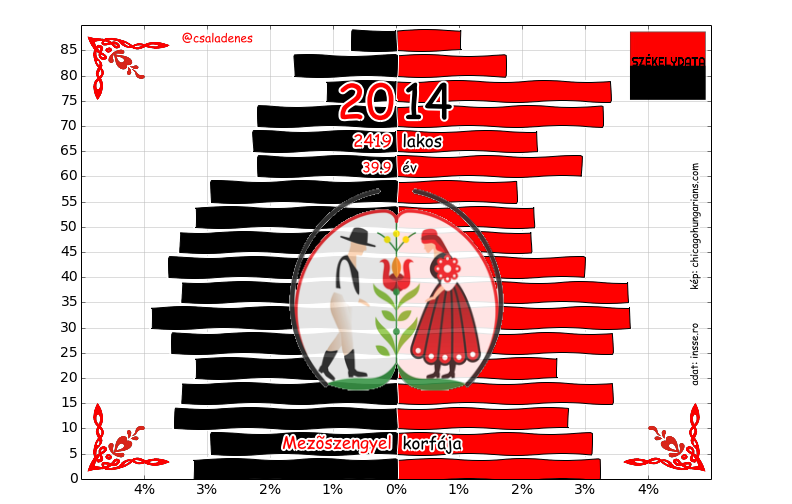 @csaladenes
SZÉKELYDATA
85
80
75
70
65
60
55
50
45
40
35
30
25
20
15
10
5
0
2014
2419 lakos
39.9 év
Mezõszengyel korfája
kép: chicagohungarians.com
adat: insse.ro
4% 3% 2% 1% 0% 1% 2% 3% 4%